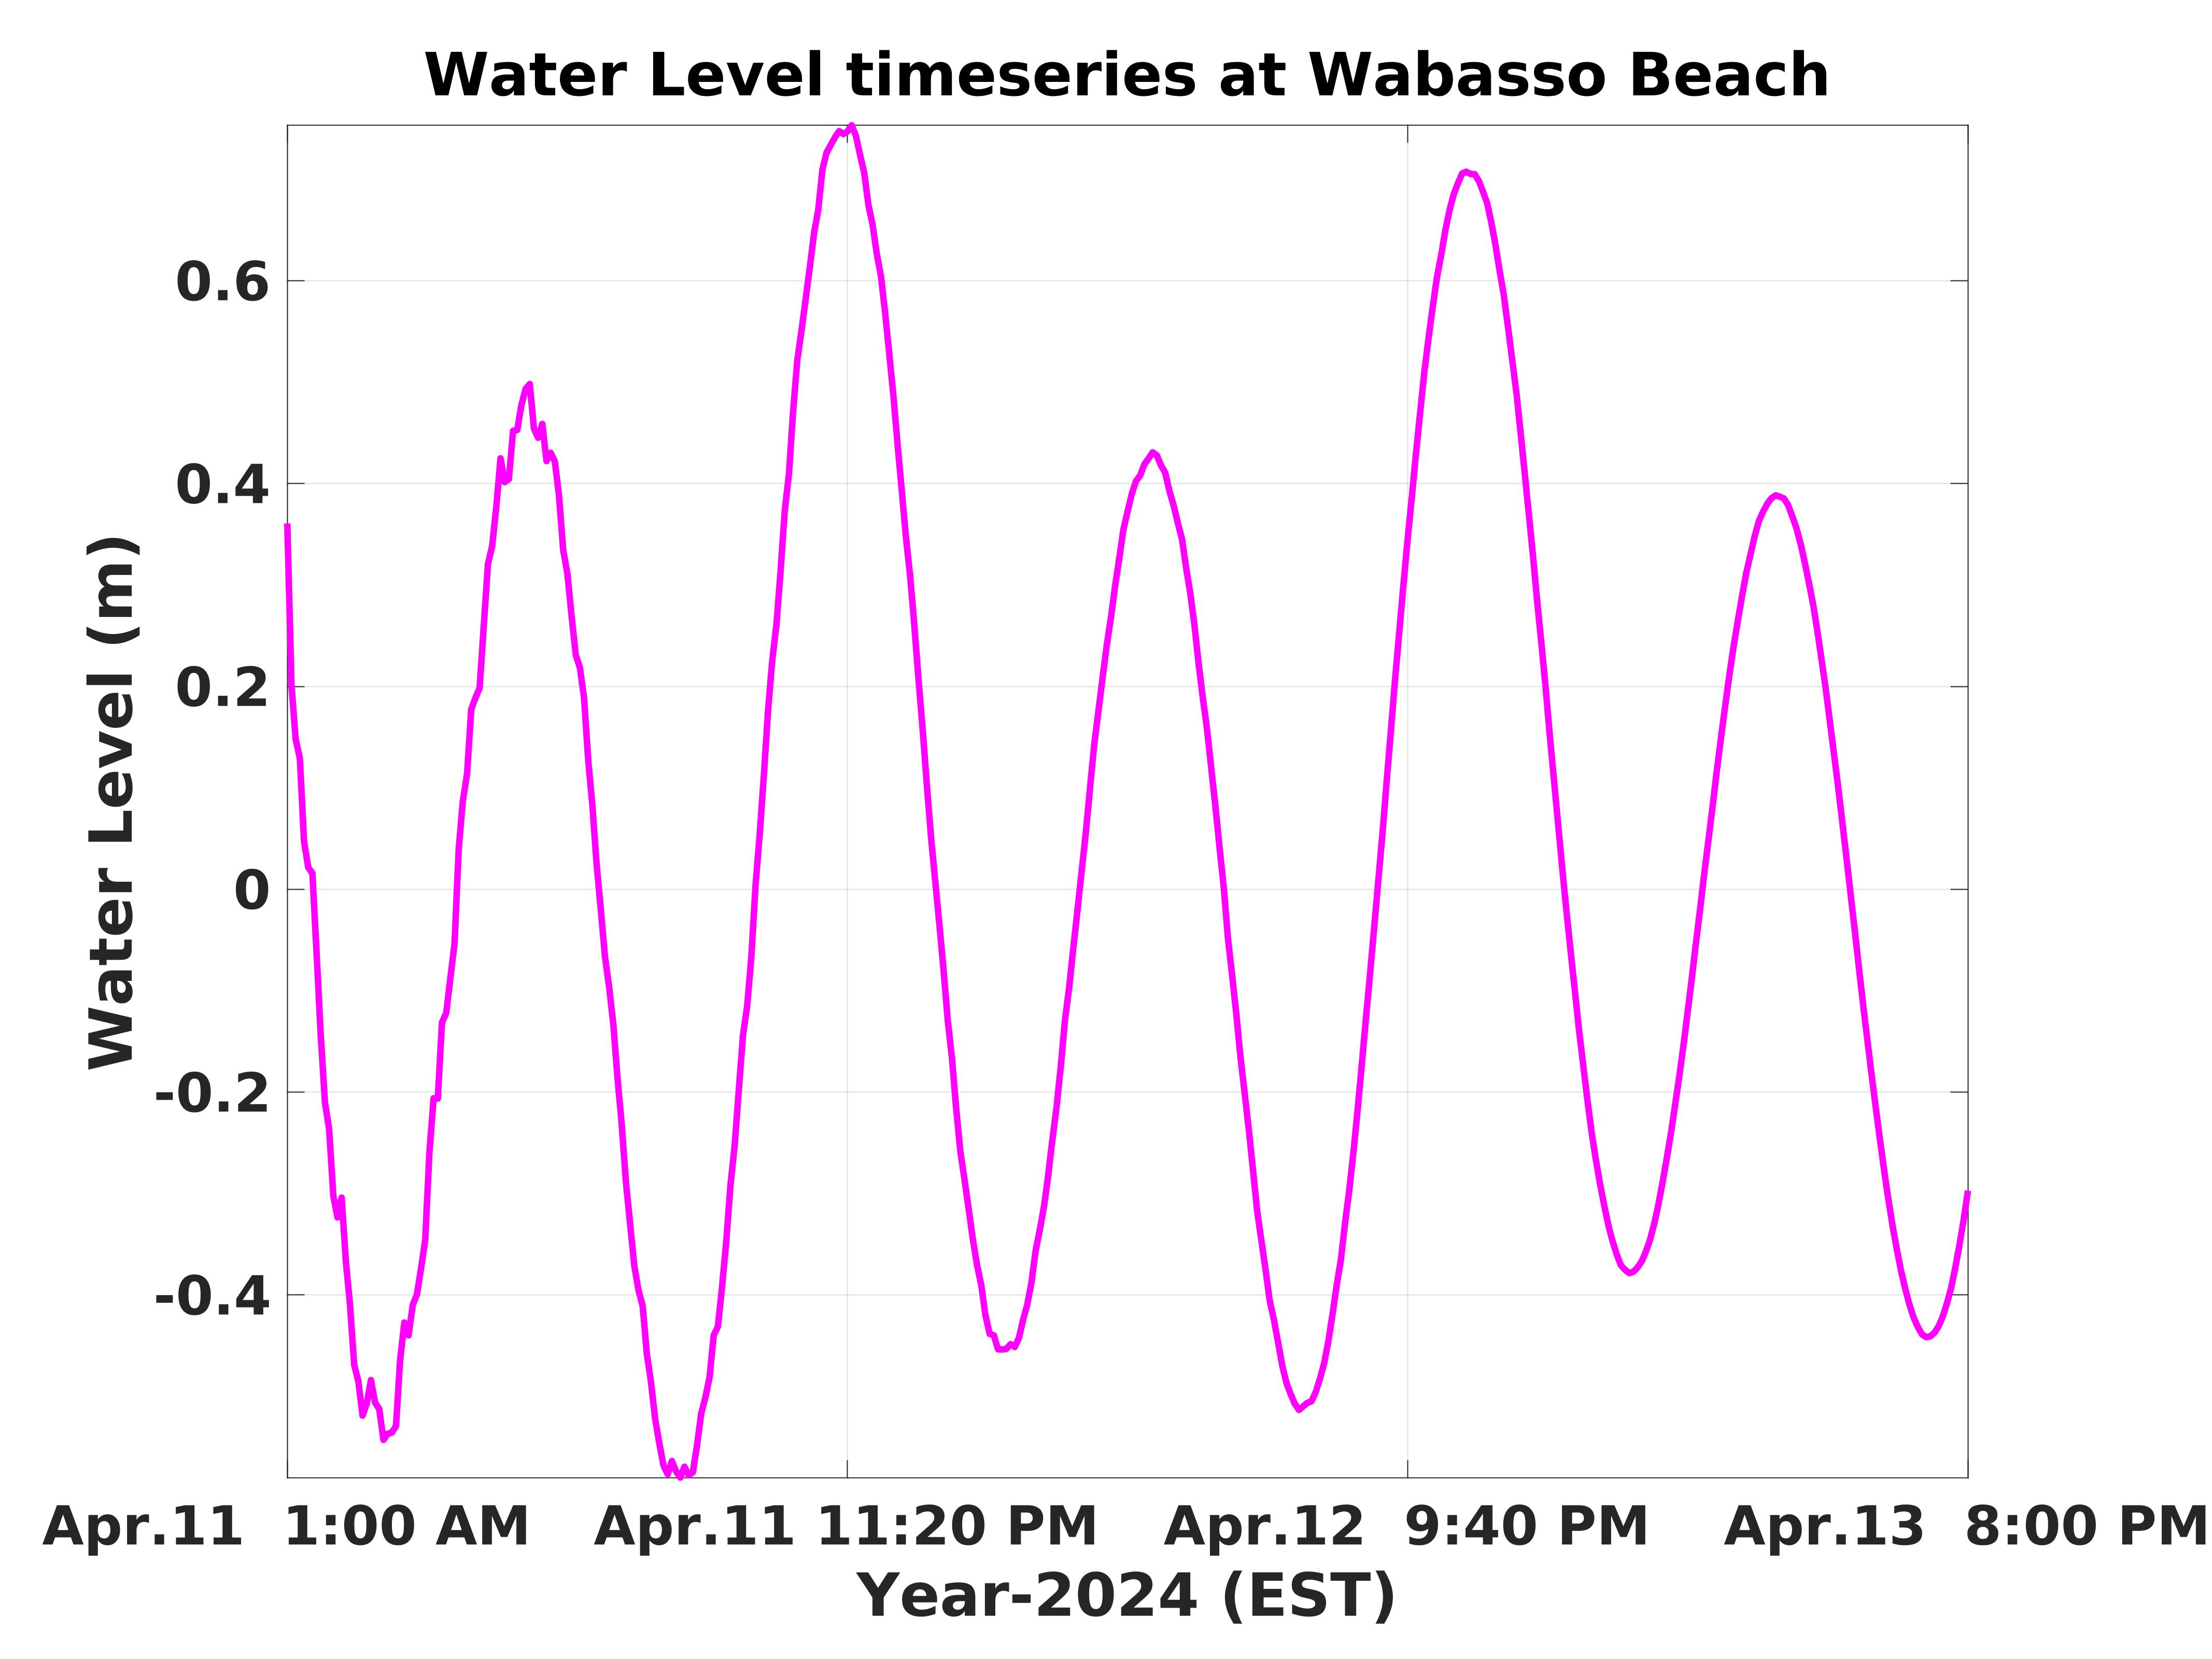 Water Level timeseries at Wabasso Beach
Water Level (m)
0.6
0.4
0.2
0
-0.2
-0.4
Apr.11 1:00 AM Apr.11 11:20 PM Apr.12 9:40 PM Apr.13 8:00 PM
Year-2024 (EST)